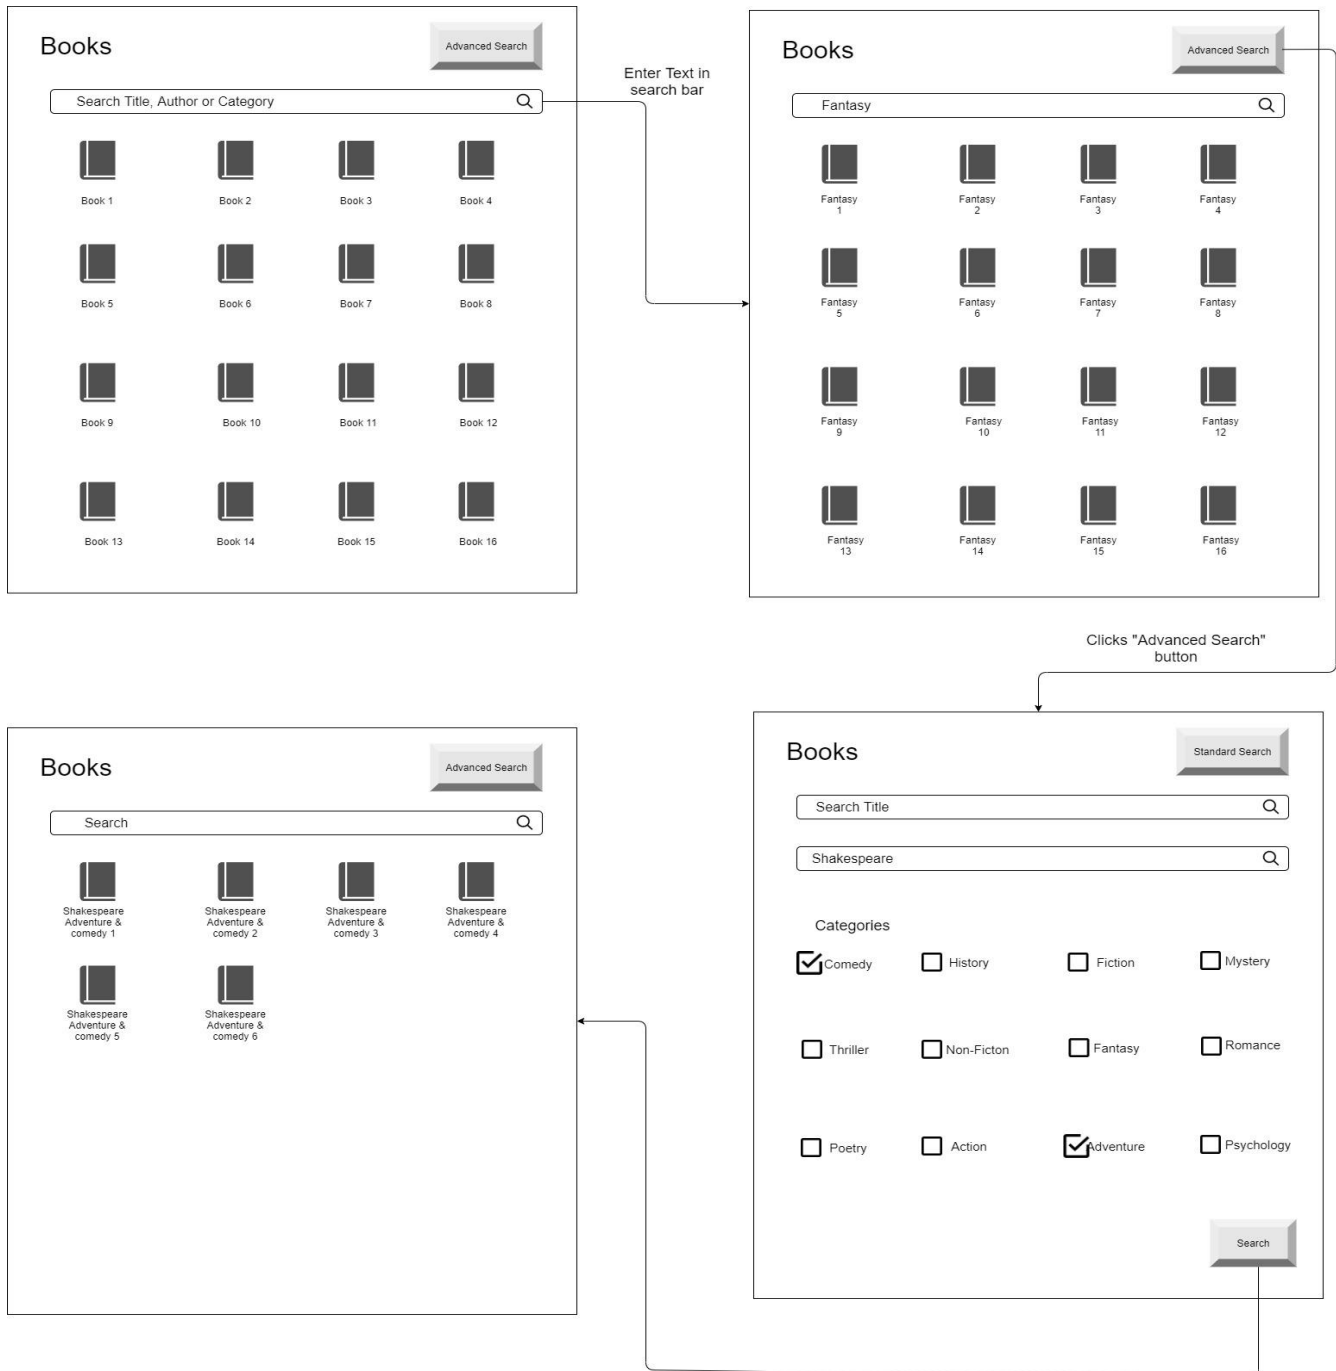 Books
Advanced Search
Search Title, Author or Category
Book 1
Book 2
Book 3
Book 4
Book 5
Book 6
Book 7
Book 8
Book 9
Book 10
Book 11
Book 12
Book 13
Book 14
Book 15
Book 16
Enter Text in
search bar
Books
Advanced Search
Fantasy
Fantasy
1
Fantasy
2
Fantasy
3
Fantasy
4
Fantasy
5
Fantasy
6
Fantasy
7
Fantasy
8
Fantasy
9
Fantasy
10
Fantasy
11
Fantasy
12
Fantasy
13
Fantasy
14
Fantasy
15
Fantasy
16
Clicks "Advanced Search"
button
Books
Standard Search
Search Title
Shakespeare
Categories
Comedy
History
Fiction
Mystery
Thriller
Non-Ficton
Fantasy
Romance
Poetry
Action
Adventure
Psychology
Search
Books
Advanced Search
Search
Shakespeare
Adventure &
comedy 1
Shakespeare
Adventure &
comedy 2
Shakespeare
Adventure &
comedy 3
Shakespeare
Adventure &
comedy 4
Shakespeare
Adventure &
comedy 5
Shakespeare
Adventure &
comedy 6